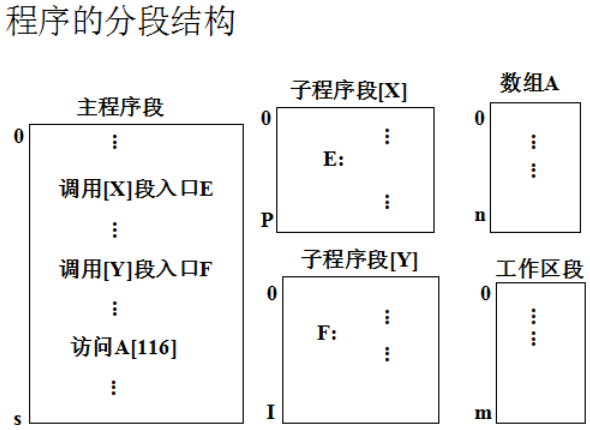 程序的分段结构
主程序段
0
⋮
调用[X]段入口E
⋮
调用[Y]段入口F
⋮
访问A[116]
⋮
s
子程序段[X]
0
⋮
E:
⋮
P
子程序段[Y]
0
⋮
F:
⋮
I
数组A
0
⋮
⋮
n
工作区段
0
⋮
⋮
m